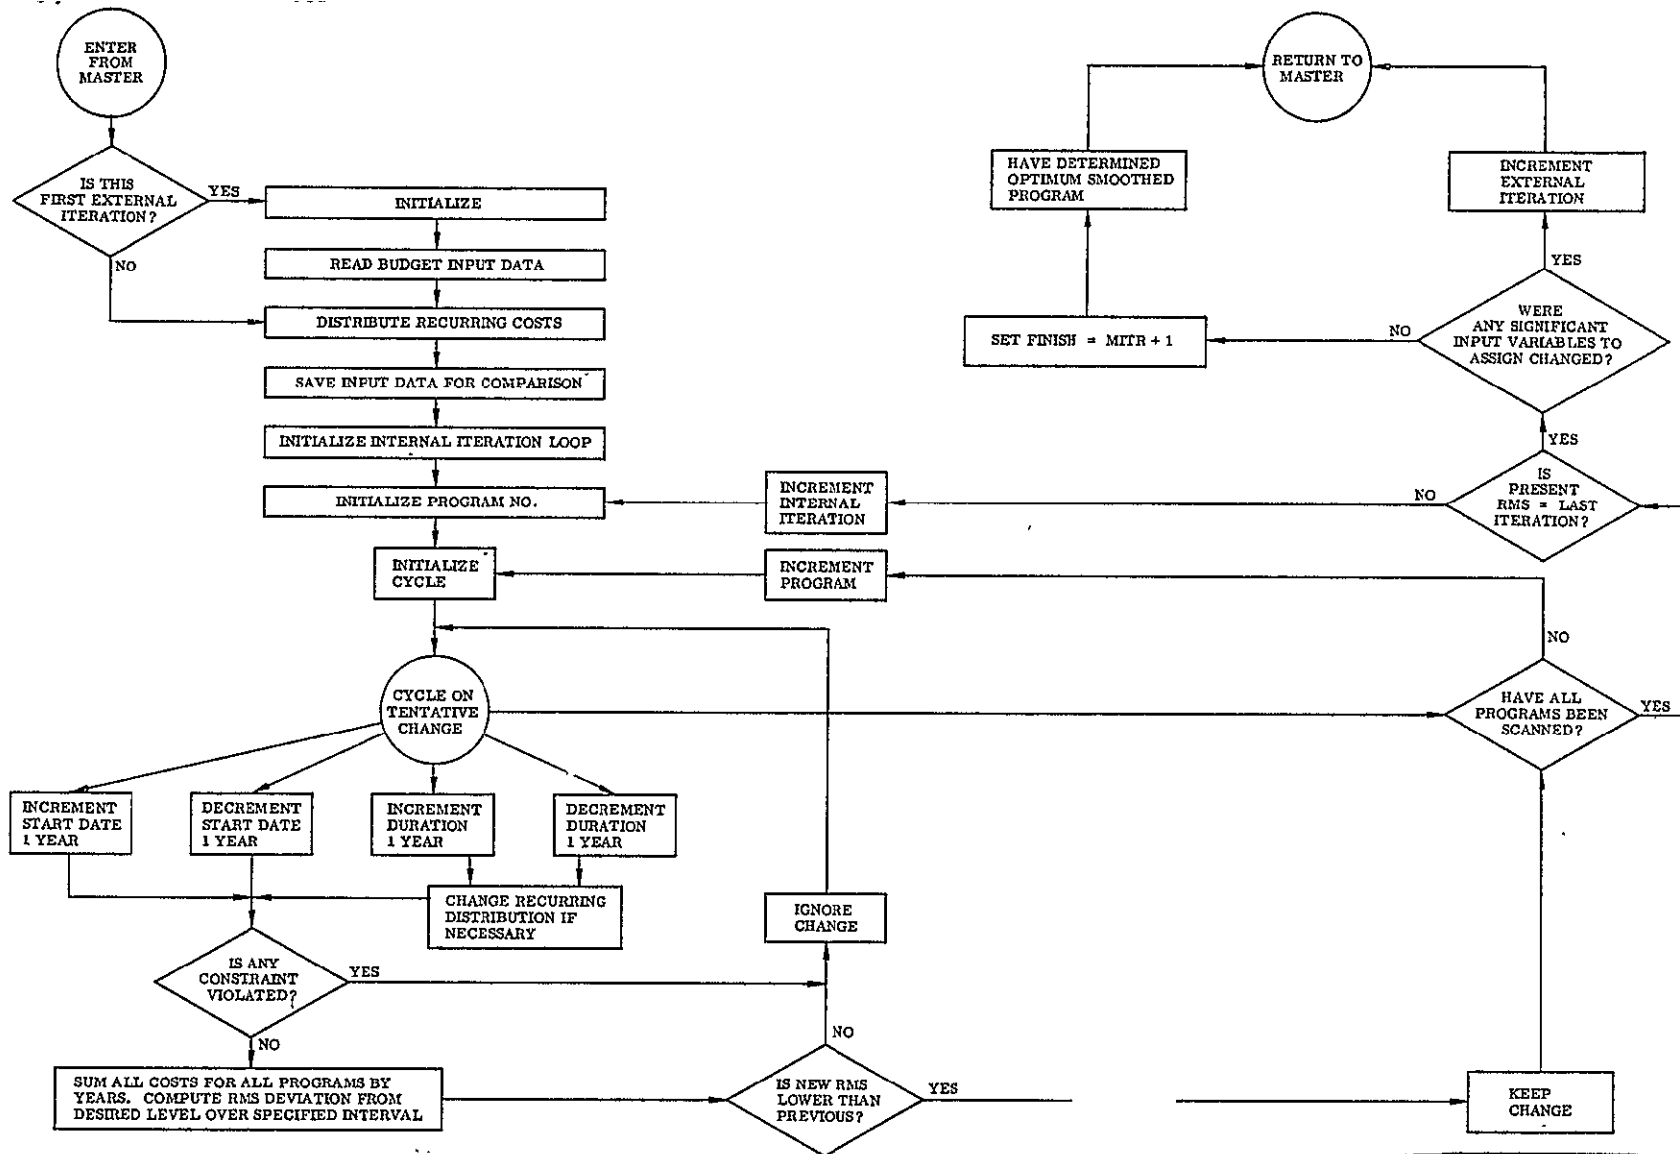 ENTER
FROM
MASTER
IS THIS
FIRST EXTERNAL
ITERATION?
YES
NO
INITIALIZE
READ BUDGET INPUT DATA
DISTRIBUTE RECURRING COSTS
SAVE INPUT DATA FOR COMPARISON
INITIALIZE INTERNAL ITERATION LOOP
INITIALIZE PROGRAM NO.
INITIALIZE
CYCLE
INCREMENT
INTERNAL
ITERATION
INCREMENT
PROGRAM
RETURN TO
MASTER
HAVE DETERMINED
OPTIMUM SMOOTHED
PROGRAM
INCREMENT
EXTERNAL
ITERATION
YES
SET FINISH = MITR + 1
NO
WERE
ANY SIGNIFICANT
INPUT VARIABLES TO
ASSIGN CHANGED?
YES
NO
IS
PRESENT
RMS = LAST
ITERATION?
NO
HAVE ALL
PROGRAMS BEEN
SCANNED?
YES
CYCLE ON
TENTATIVE
CHANGE
INCREMENT
START DATE
1 YEAR
DECREMENT
START DATE
1 YEAR
INCREMENT
DURATION
1 YEAR
DECREMENT
DURATION
1 YEAR
CHANGE RECURRING
DISTRIBUTION IF
NECESSARY
IGNORE
CHANGE
IS ANY
CONSTRAINT
VIOLATED?
YES
NO
SUM ALL COSTS FOR ALL PROGRAMS BY
YEARS. COMPUTE RMS DEVIATION FROM
DESIRED LEVEL OVER SPECIFIED INTERVAL
NO
IS NEW RMS
LOWER THAN
PREVIOUS?
YES
KEEP
CHANGE